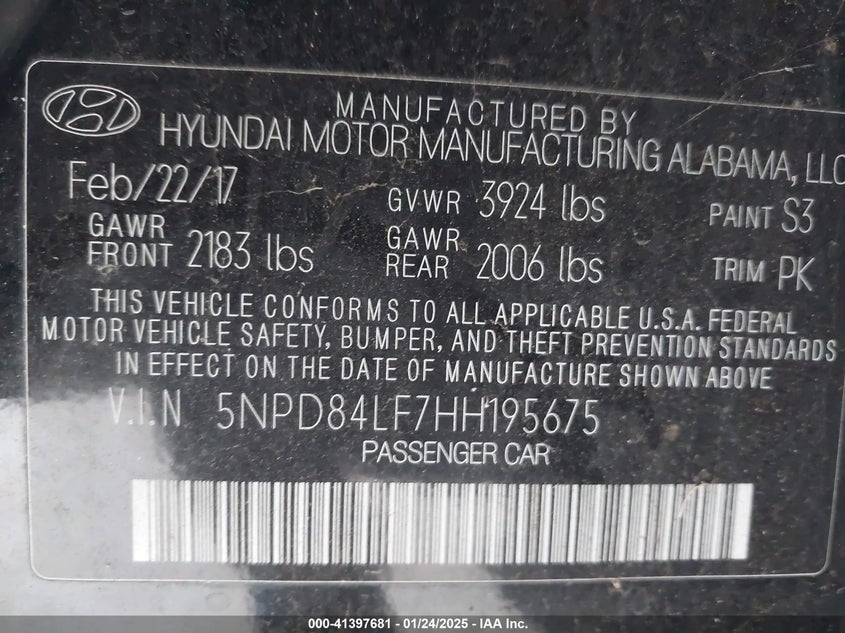 MANUFACTURED BY
HYUNDAI MOTOR MANUFACTURING ALABAMA, LLC
Feb/22/17 GVWR 3924 lbs PAINT S3
GAWR FRONT 2183 lbs GAWR REAR 2006 lbs TRIM PK
THIS VEHICLE CONFORMS TO ALL APPLICABLE U.S.A. FEDERAL
MOTOR VEHICLE SAFETY, BUMPER, AND THEFT PREVENTION STANDARDS
IN EFFECT ON THE DATE OF MANUFACTURE SHOWN ABOVE
V.I.N 5NPD84LF7HH195675
PASSENGER CAR
000-41397681 - 01/24/2025 - IAA Inc.